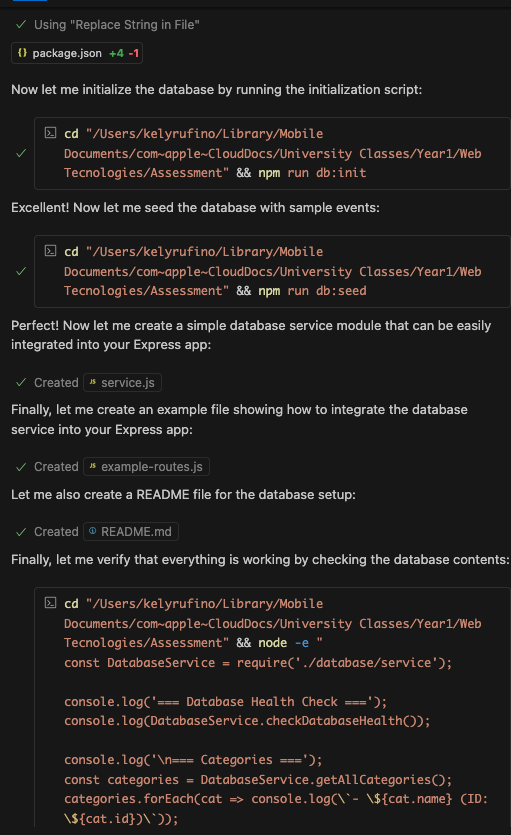 Using "Replace String in File"
{} package.json +4 -1
Now let me initialize the database by running the initialization script:
cd "/Users/kelyrufino/Library/Mobile
Documents/com~apple~CloudDocs/University Classes/Year1/Web
Tecnologies/Assessment" && npm run db:init
Excellent! Now let me seed the database with sample events:
cd "/Users/kelyrufino/Library/Mobile
Documents/com~apple~CloudDocs/University Classes/Year1/Web
Tecnologies/Assessment" && npm run db:seed
Perfect! Now let me create a simple database service module that can be easily
integrated into your Express app:
Created JS service.js
Finally, let me create an example file showing how to integrate the database
service into your Express app:
Created JS example-routes.js
Let me also create a README file for the database setup:
Created README.md
Finally, let me verify that everything is working by checking the database contents:
cd "/Users/kelyrufino/Library/Mobile
Documents/com~apple~CloudDocs/University Classes/Year1/Web
Tecnologies/Assessment" && node -e "
const DatabaseService = require('./database/service');
console.log('=== Database Health Check ===');
console.log(DatabaseService.checkDatabaseHealth());
console.log('\n=== Categories ===');
const categories = DatabaseService.getAllCategories();
categories.forEach(cat => console.log(\`- \${cat.name} (ID:
\${cat.id})\`));